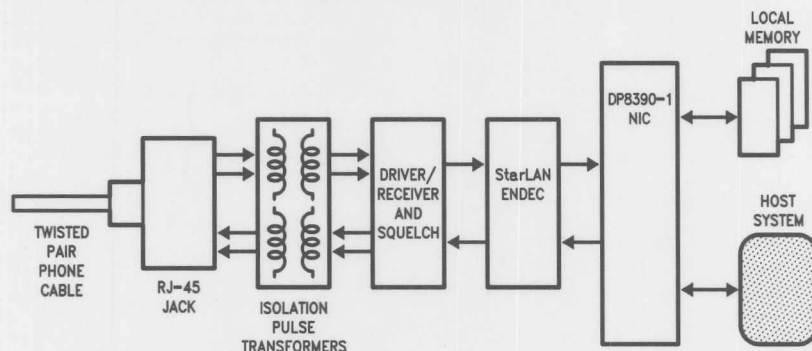 LOCAL
MEMORY
DP8390-1
NIC
DRIVER/
RECEIVER
AND
SQUELCH
StarLAN
ENDEC
HOST
SYSTEM
TWISTED
PAIR
PHONE
CABLE
RJ-45
JACK
ISOLATION
PULSE
TRANSFORMERS